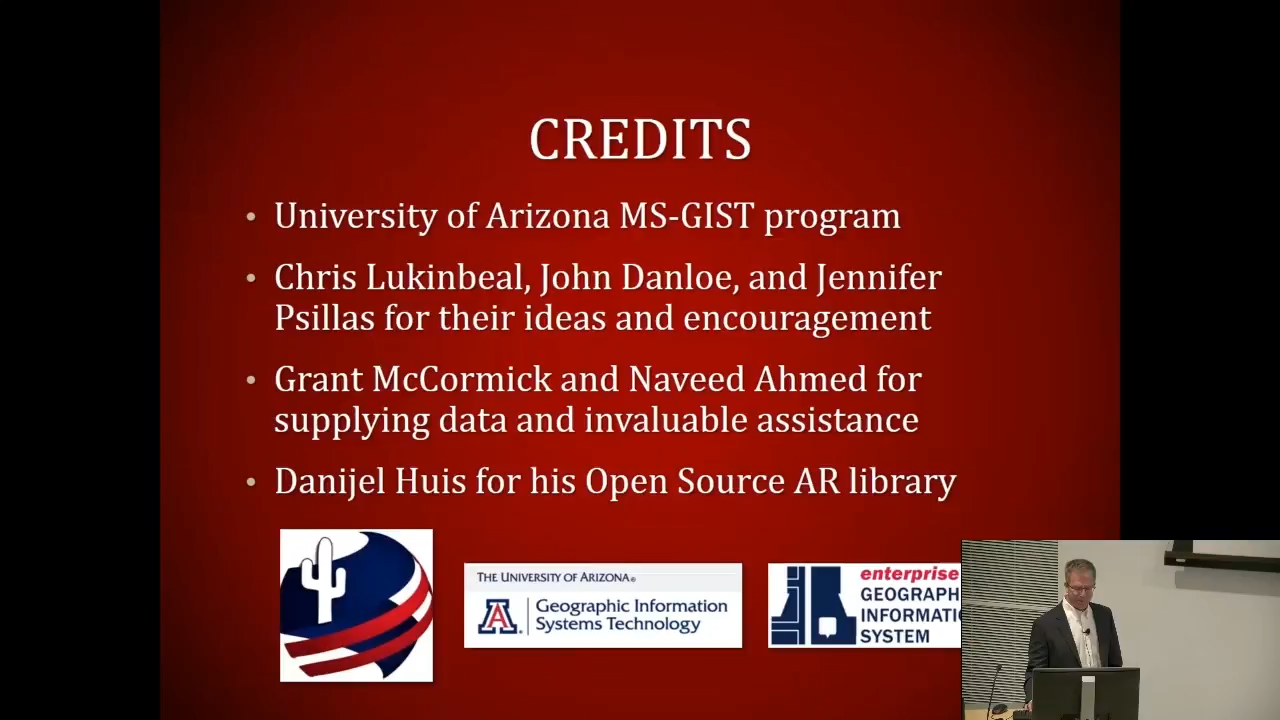 CREDITS
• University of Arizona MS-GIST program
• Chris Lukinbeal, John Danloe, and Jennifer
Psillas for their ideas and encouragement
• Grant McCormick and Naveed Ahmed for
supplying data and invaluable assistance
• Danijel Huis for his Open Source AR library
THE UNIVERSITY OF ARIZONA®
A
Geographic Information
Systems Technology
enterprise
GEOGRAPH
INFORMATI
SYSTEM